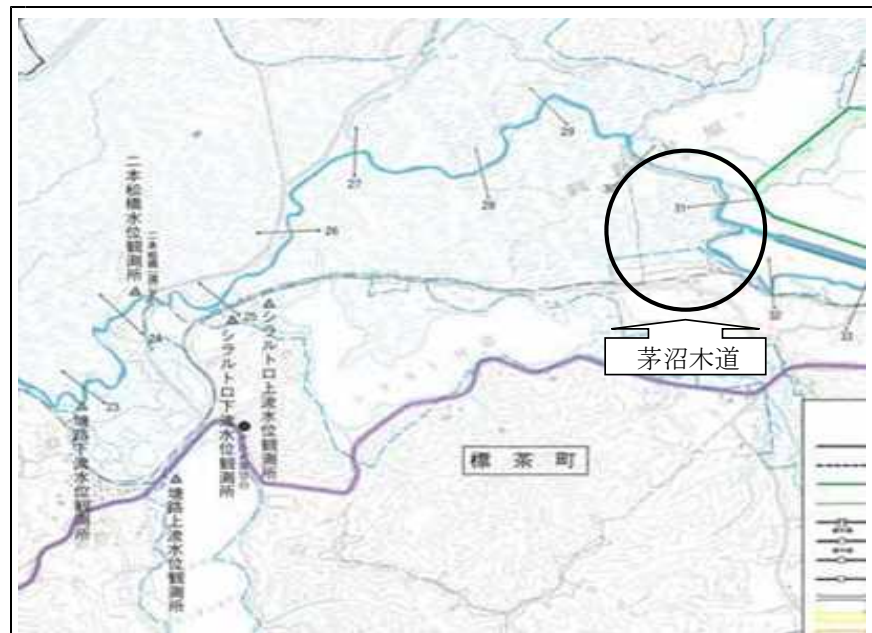 二本松橋水位観測所
29
27
28
31
26
25
シラルトロ上流水位観測所
シラルトロ下流水位観測所
24
23
32
33
茅沼木道
塘路下流水位観測所
塘路上流水位観測所
標茶町